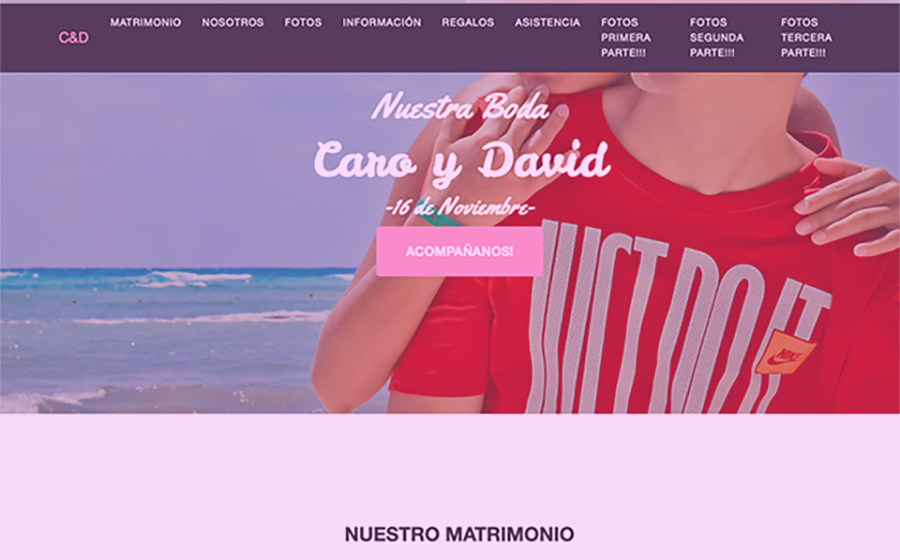 C&D
MATRIMONIO
NOSOTROS
FOTOS
INFORMACIÓN
REGALOS
ASISTENCIA
FOTOS
PRIMERA
PARTE!!!
FOTOS
SEGUNDA
PARTE!!!
FOTOS
TERCERA
PARTE!!!
Nuestra Boda
Caro y David
-16 de Noviembre-
ACOMPAÑANOS!
JUST DO IT
NIKE
NUESTRO MATRIMONIO